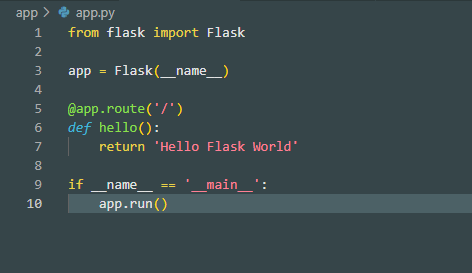 app > app.py
1 from flask import Flask
2
3 app = Flask(__name__)
4
5 @app.route('/')
6 def hello():
7     return 'Hello Flask World'
8
9 if __name__ == '__main__':
10     app.run()